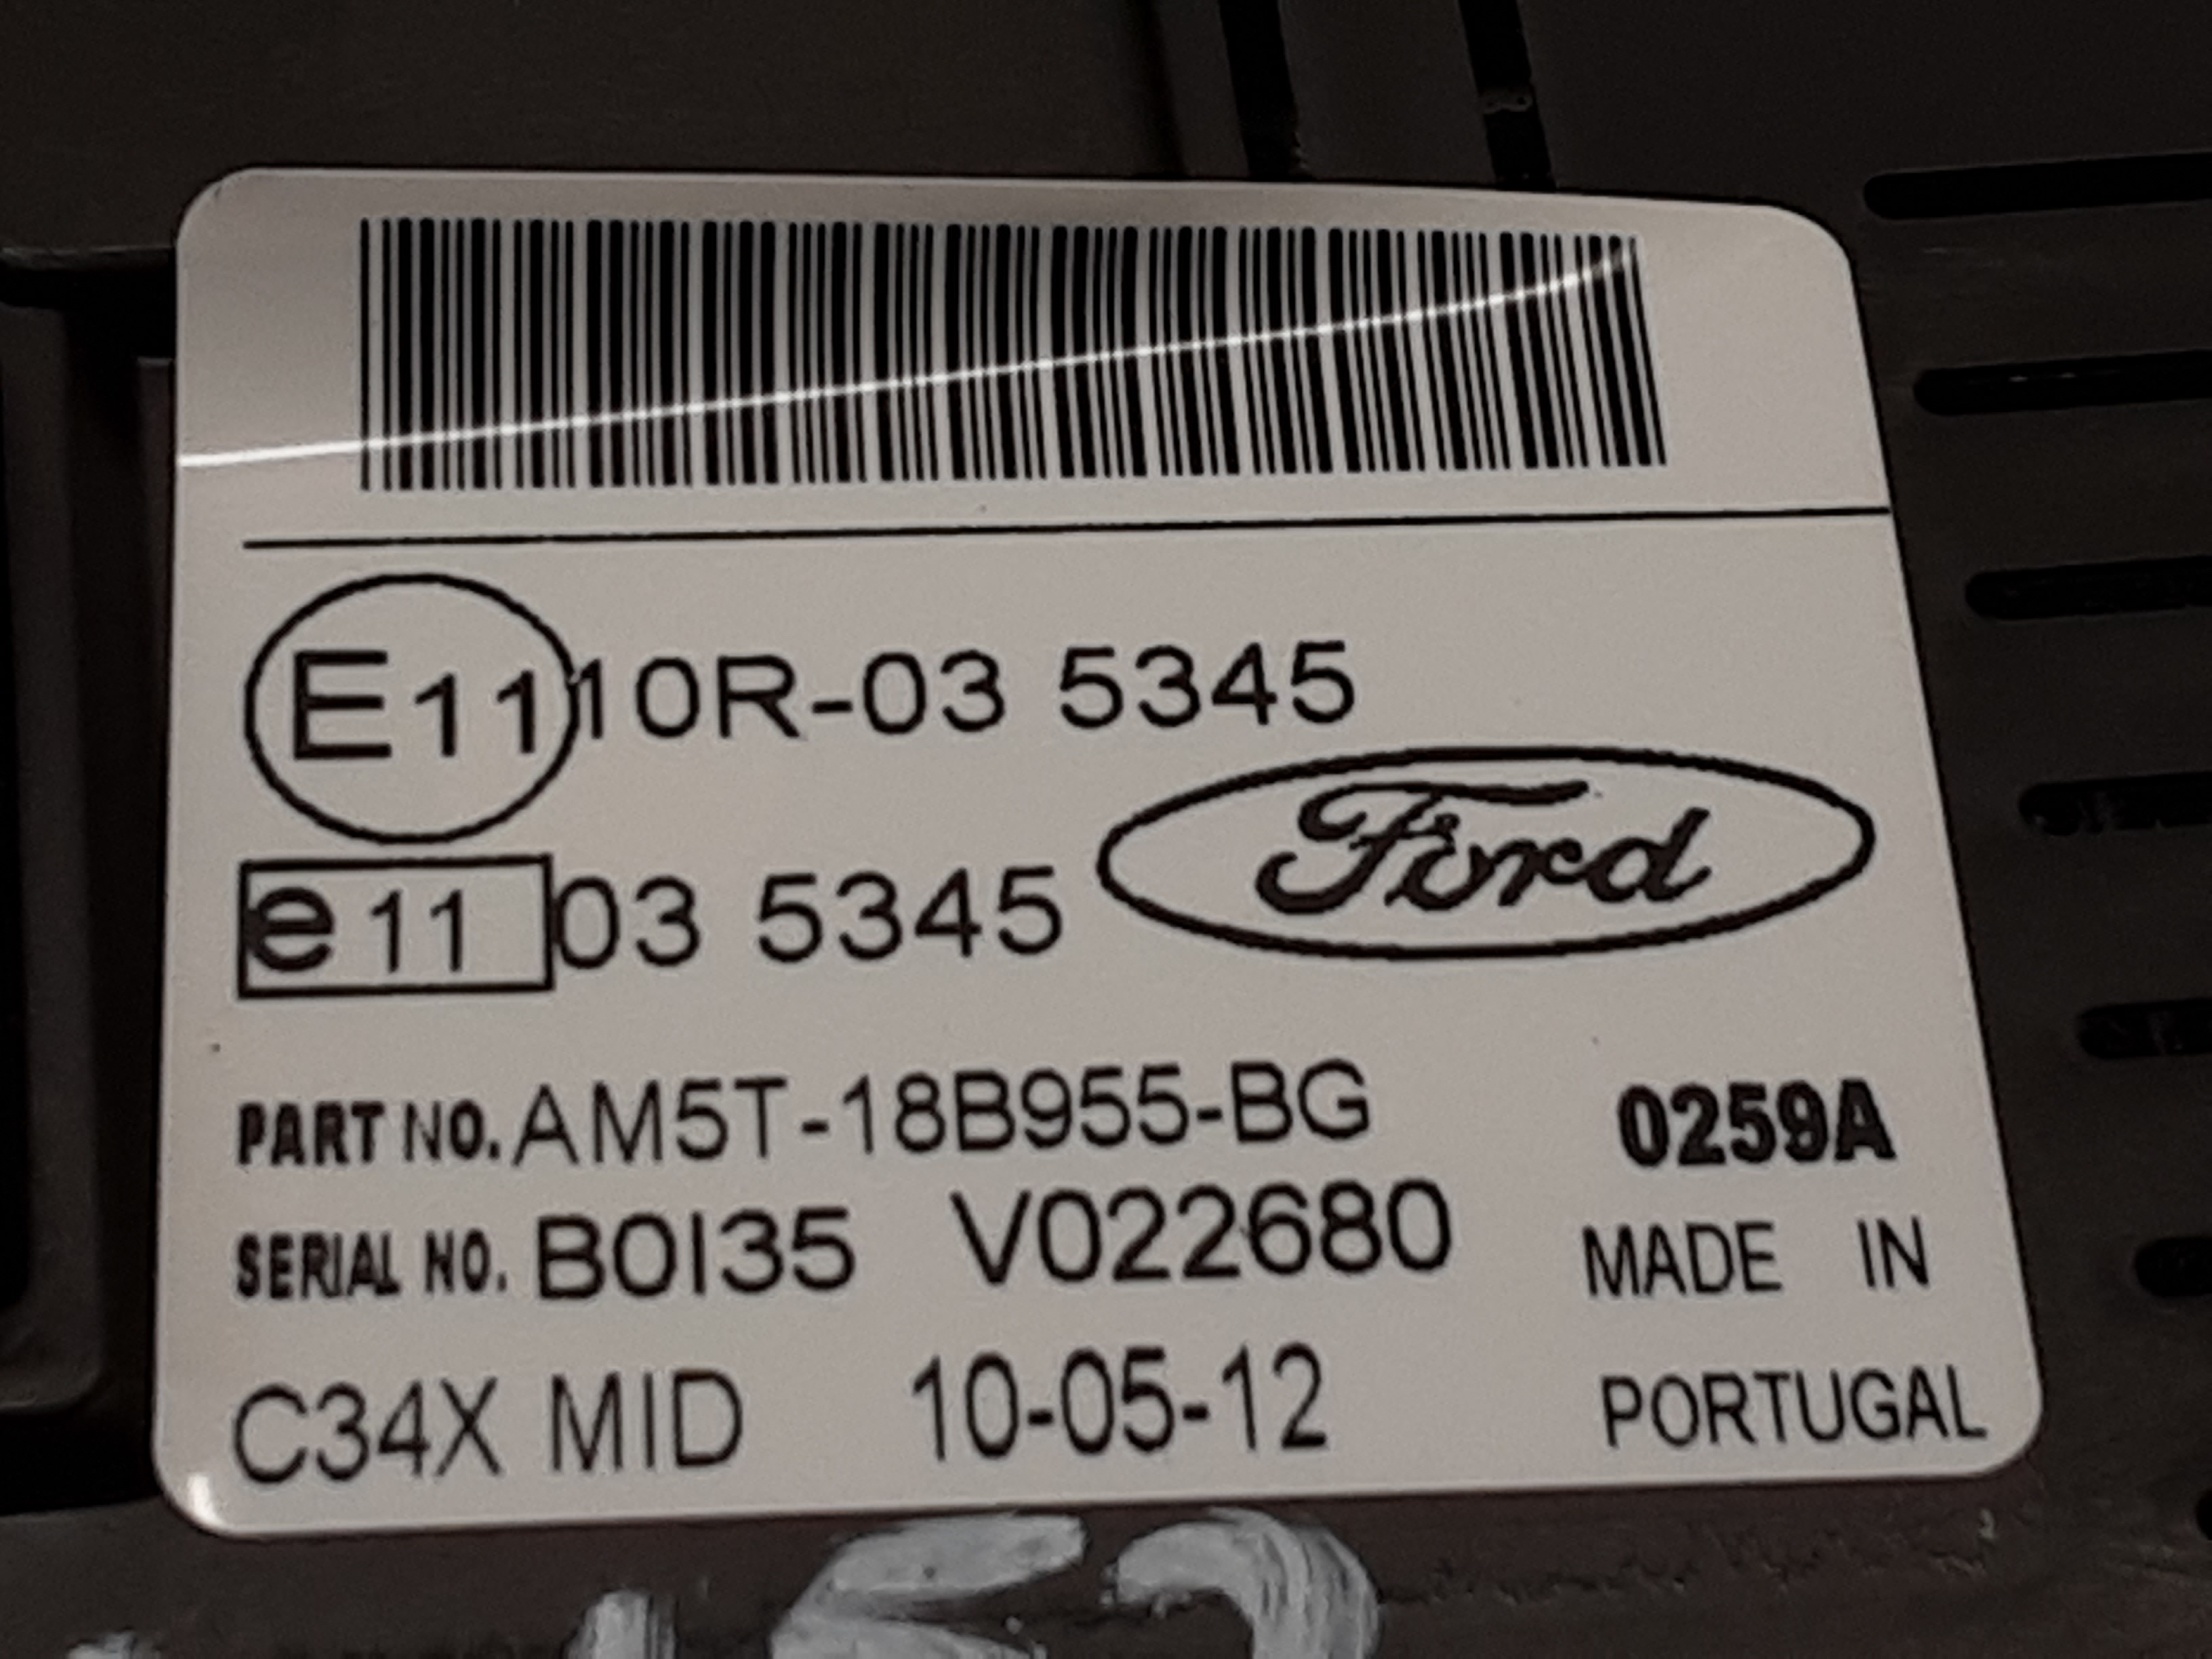 E11 10R-03 5345
e11 03 5345
Ford
PART NO. AM5T-18B955-BG
0259A
SERIAL NO. B0I35 V022680
MADE IN
C34X MID 10-05-12
PORTUGAL